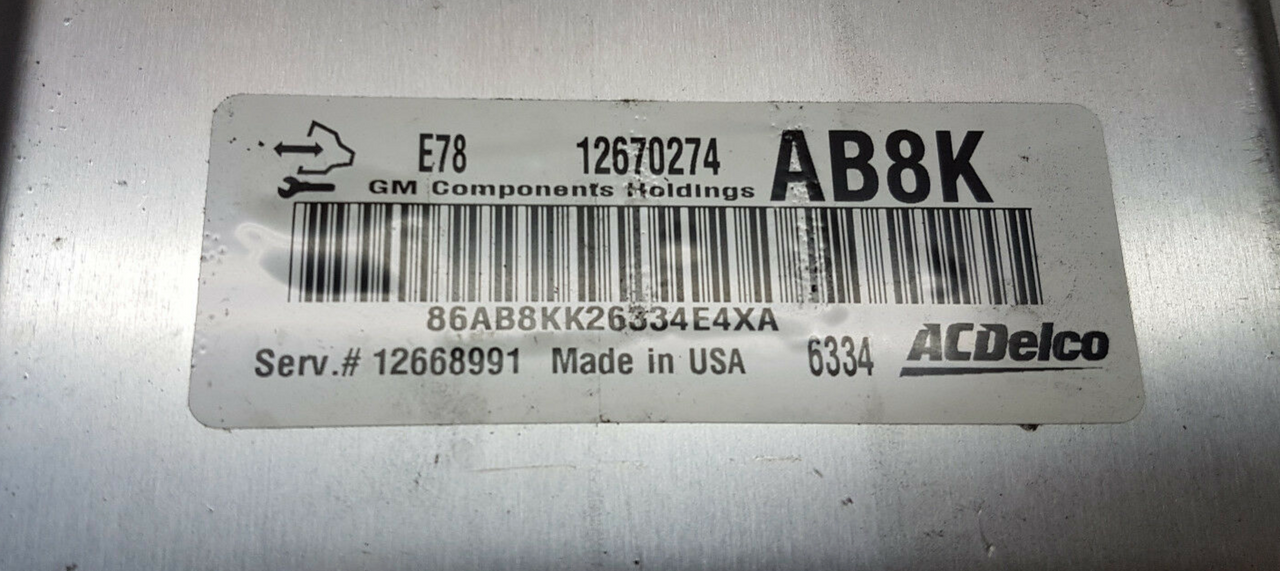 E78 12670274 AB8K
GM Components Holdings
86AB8KK26334E4XA
Serv.# 12668991 Made in USA 6334 ACDelco